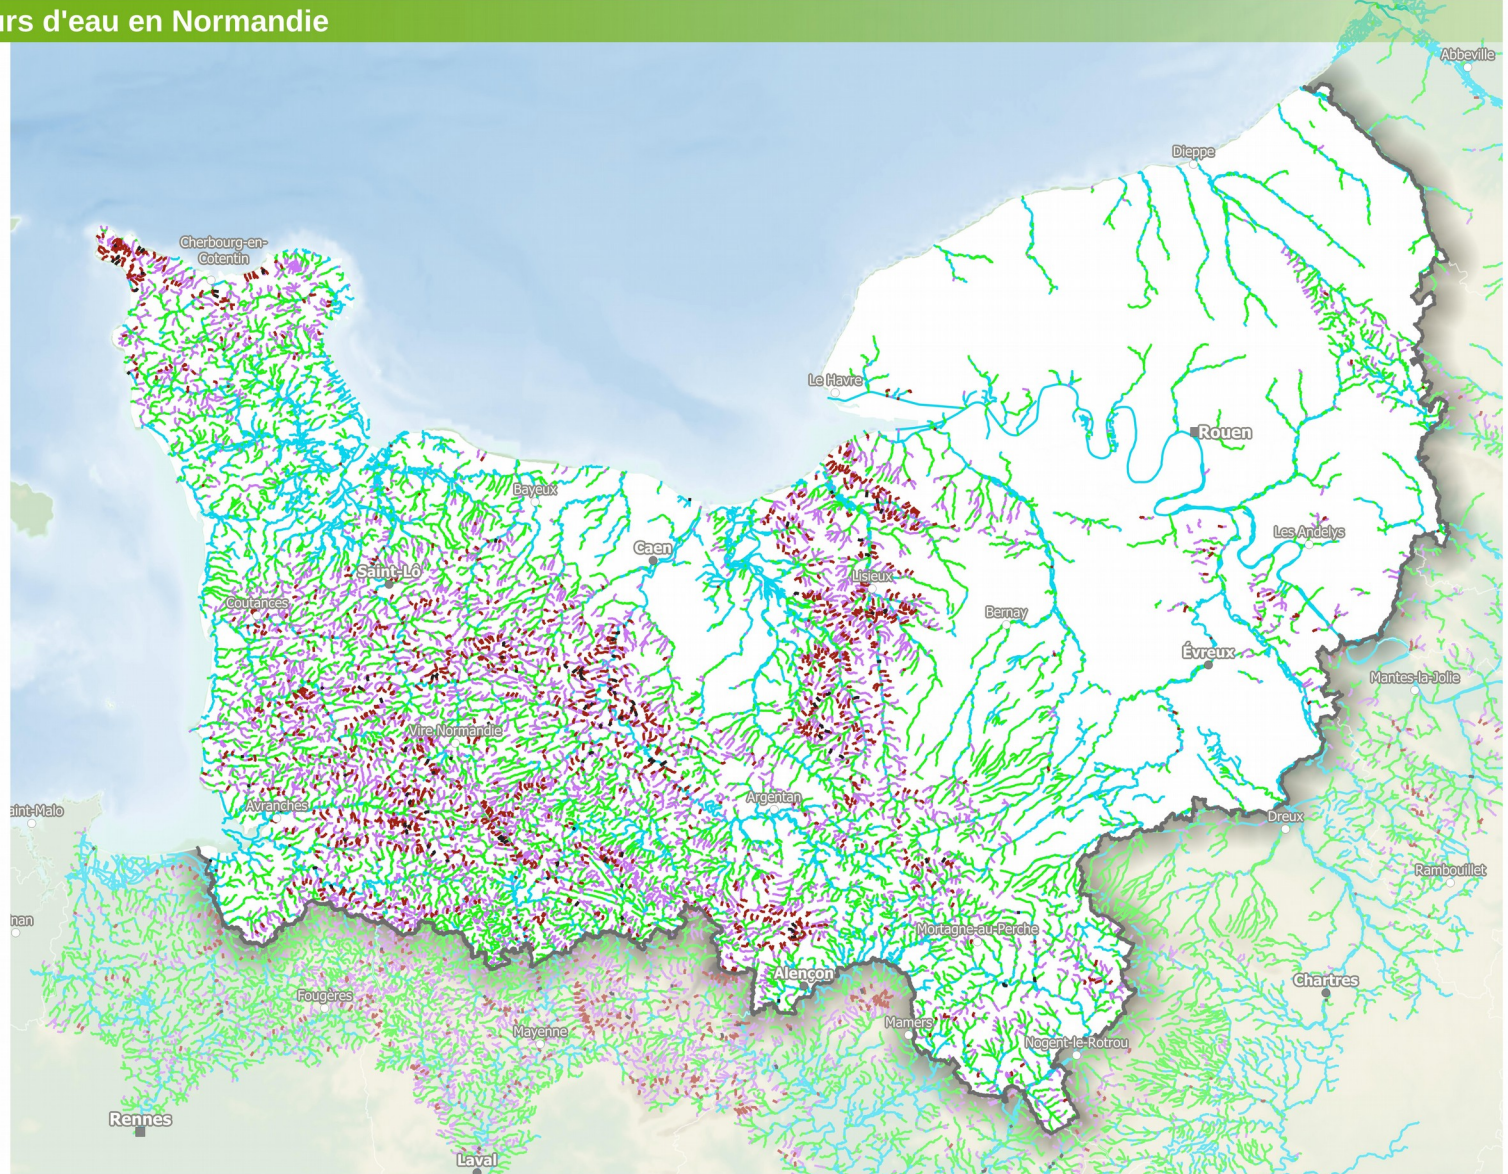 urs d'eau en Normandie
Abbeville
Dieppe
Cherbourg-en-
Cotentin
Le Havre
Rouen
Bayeux
Les Andelys
Caen
Saint-Lô
Lisieux
Coutances
Bernay
Évreux
Mantes-la-Jolie
Vire Normandie
Argentan
Avranches
aint-Malo
Dreux
Rambouillet
nan
Mortagne-au-Perche
Alençon
Chartres
Fougères
Mamers
Mayenne
Nogent-le-Rotrou
Rennes
Laval